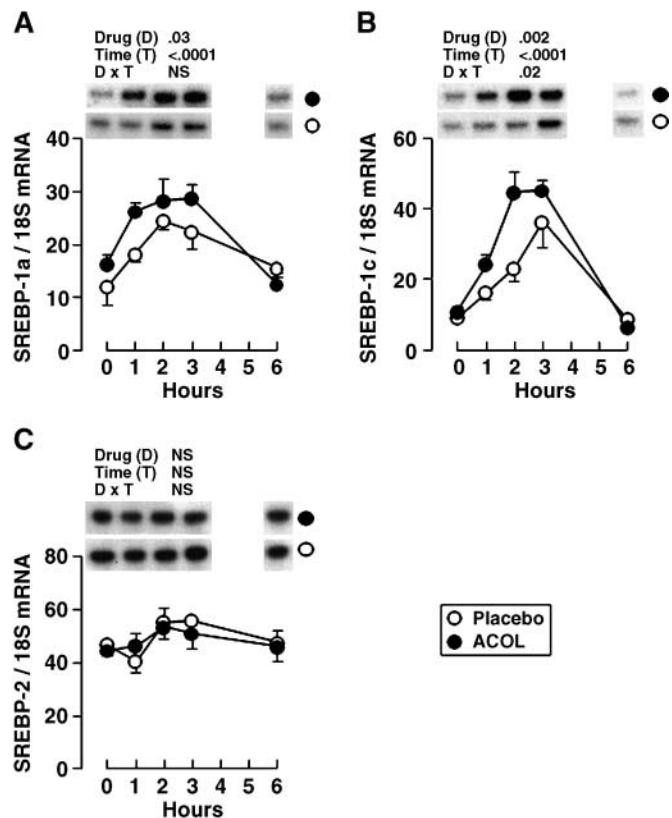 A
Drug (D) .03
Time (T) <.0001
D x T NS
40
30
20
10
0
SREBP-1a / 18S mRNA
0 1 2 3 4 5 6
Hours
B
Drug (D) .002
Time (T) <.0001
D x T .02
60
40
20
0
SREBP-1c / 18S mRNA
0 1 2 3 4 5 6
Hours
C
Drug (D) NS
Time (T) NS
D x T NS
80
60
40
20
0
SREBP-2 / 18S mRNA
0 1 2 3 4 5 6
Hours
Placebo
ACOL